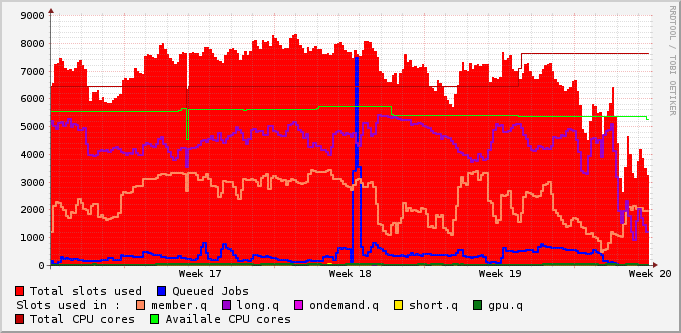 9000
8000
7000
6000
5000
4000
3000
2000
1000
0
Week 17 Week 18 Week 19 Week 20
RRDTOOL / TOBI OETIKER
Total slots used Queued Jobs
Slots used in : member.q long.q ondemand.q short.q gpu.q
Total CPU cores Availale CPU cores